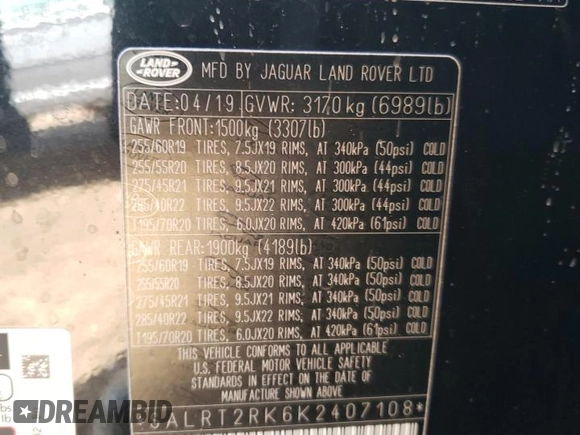 LAND
ROVER
MFD BY JAGUAR LAND ROVER LTD
DATE:04/19 GVWR: 3170 kg (6989lb)
GAWR FRONT:1500kg (3307lb)
255/60R19 TIRES, 7.5JX19 RIMS, AT 340kPa (50psi) COLD
255/55R20 TIRES, 8.5JX20 RIMS, AT 300kPa (44psi) COLD
275/45R21 TIRES, 9.5JX21 RIMS, AT 300kPa (44psi) COLD
285/40R22 TIRES, 9.5JX22 RIMS, AT 300kPa (44psi) COLD
T195/70R20 TIRES, 6.0JX20 RIMS, AT 420kPa (61psi) COLD
GAWR REAR:1900kg (4189lb)
255/60R19 TIRES, 7.5JX19 RIMS, AT 340kPa (50psi) COLD
255/55R20 TIRES, 8.5JX20 RIMS, AT 340kPa (50psi) COLD
275/45R21 TIRES, 9.5JX21 RIMS, AT 340kPa (50psi) COLD
285/40R22 TIRES, 9.5JX22 RIMS, AT 340kPa (50psi) COLD
T195/70R20 TIRES, 6.0JX20 RIMS, AT 420kPa (61psi) COLD
THIS VEHICLE CONFORMS TO ALL APPLICABLE
U.S. FEDERAL MOTOR VEHICLE SAFETY
STANDARDS IN EFFECT ON THE DATE OF
MANUFACTURE SHOWN ABOVE
ALRT2RK6K2407108*
DREAMBID